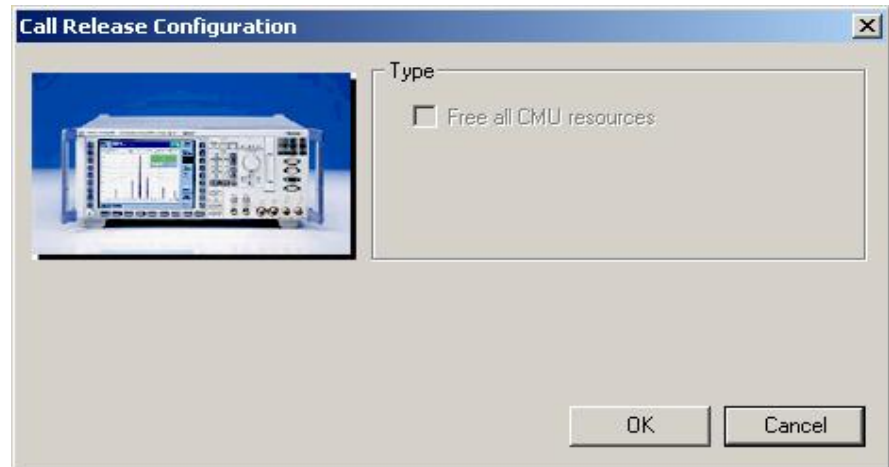 Call Release Configuration
Type
Free all CMU resources
OK
Cancel